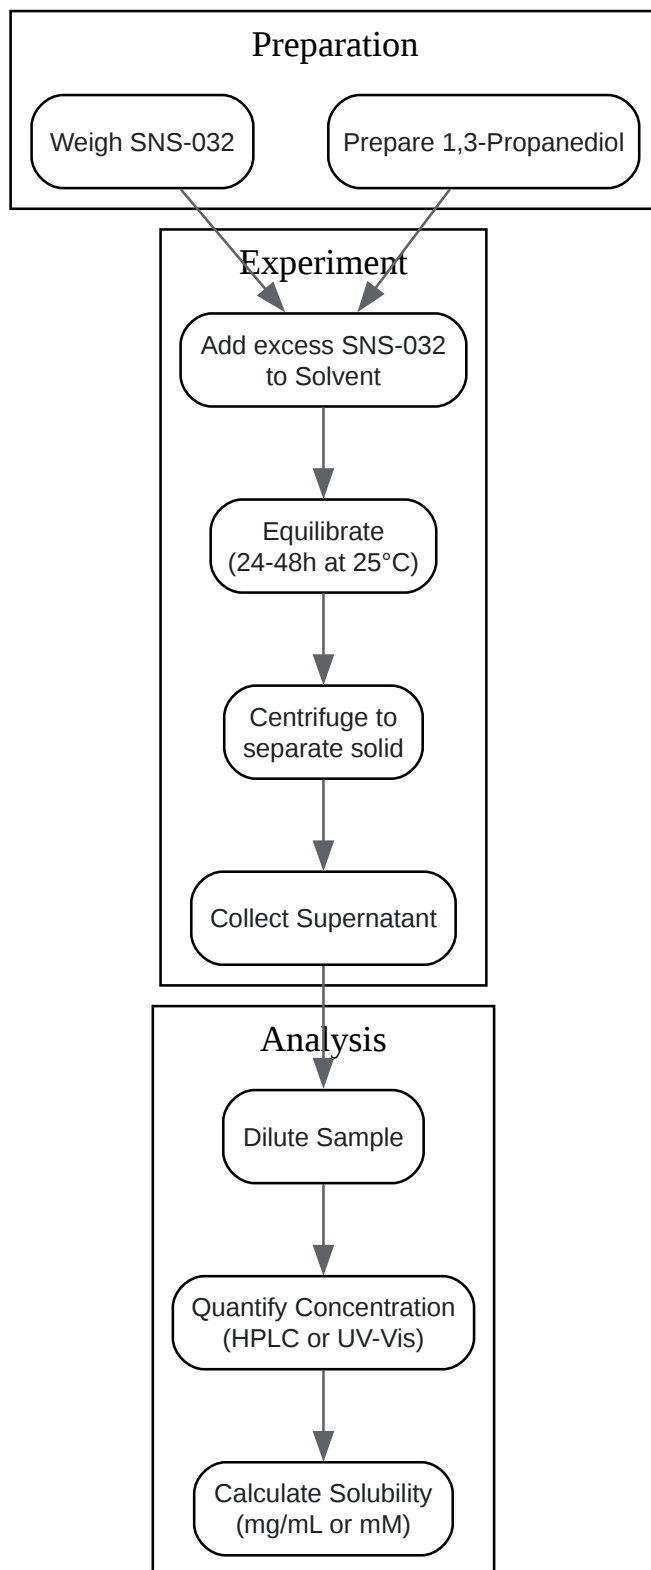 Preparation
Weigh SNS-032
Prepare 1,3-Propanediol
Experiment
Add excess SNS-032
to Solvent
Equilibrate
(24-48h at 25°C)
Centrifuge to
separate solid
Collect Supernatant
Analysis
Dilute Sample
Quantify Concentration
(HPLC or UV-Vis)
Calculate Solubility
(mg/mL or mM)